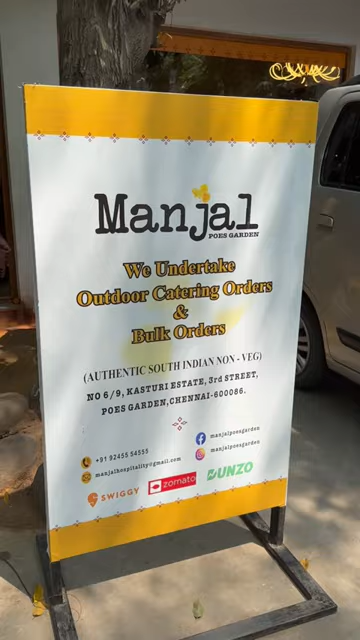 Manjal
POES GARDEN
We Undertake
Outdoor Catering Orders
&
Bulk Orders
(AUTHENTIC SOUTH INDIAN NON - VEG)
NO 6/9, KASTURI ESTATE, 3rd STREET,
POES GARDEN,CHENNAI-600086.
+91 92455 54555
manjalhospitality@gmail.com
manjalpoesgarden
manjalpoesgarden
SWIGGY
zomato
DUNZO